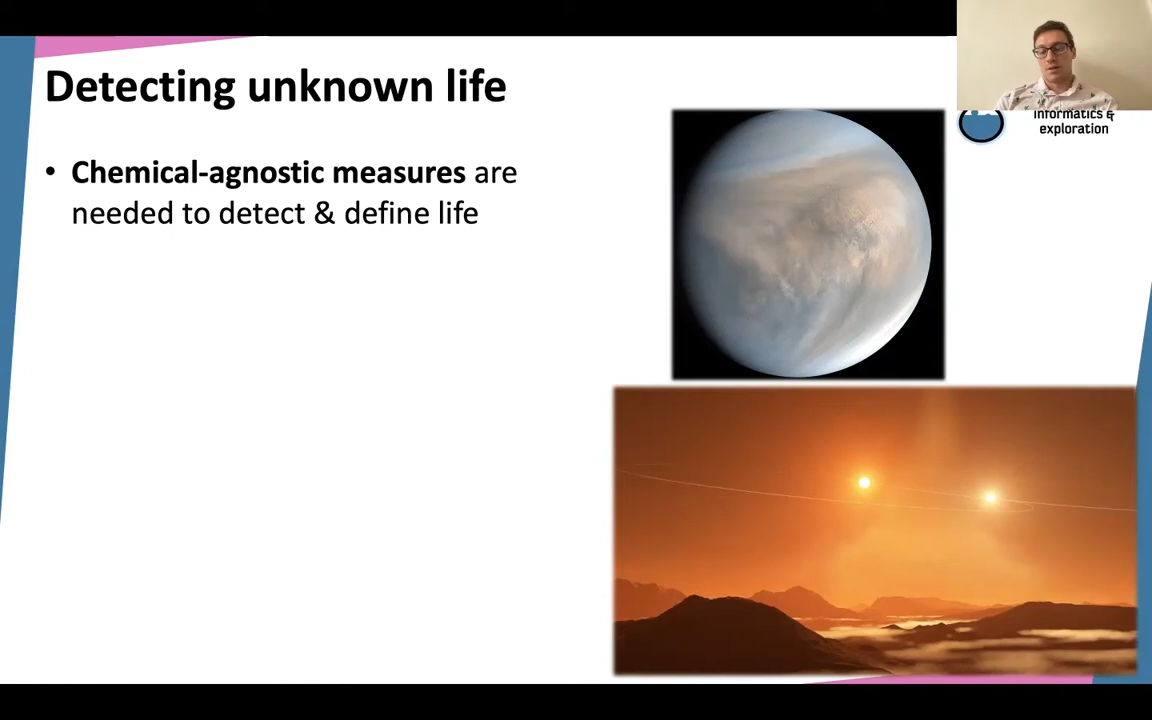 Detecting unknown life
• Chemical-agnostic measures are
needed to detect & define life
informatics &
exploration